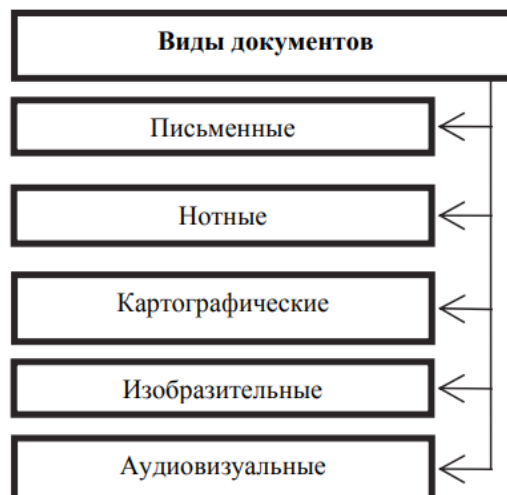 Виды документов
Письменные
Нотные
Картографические
Изобразительные
Аудиовизуальные